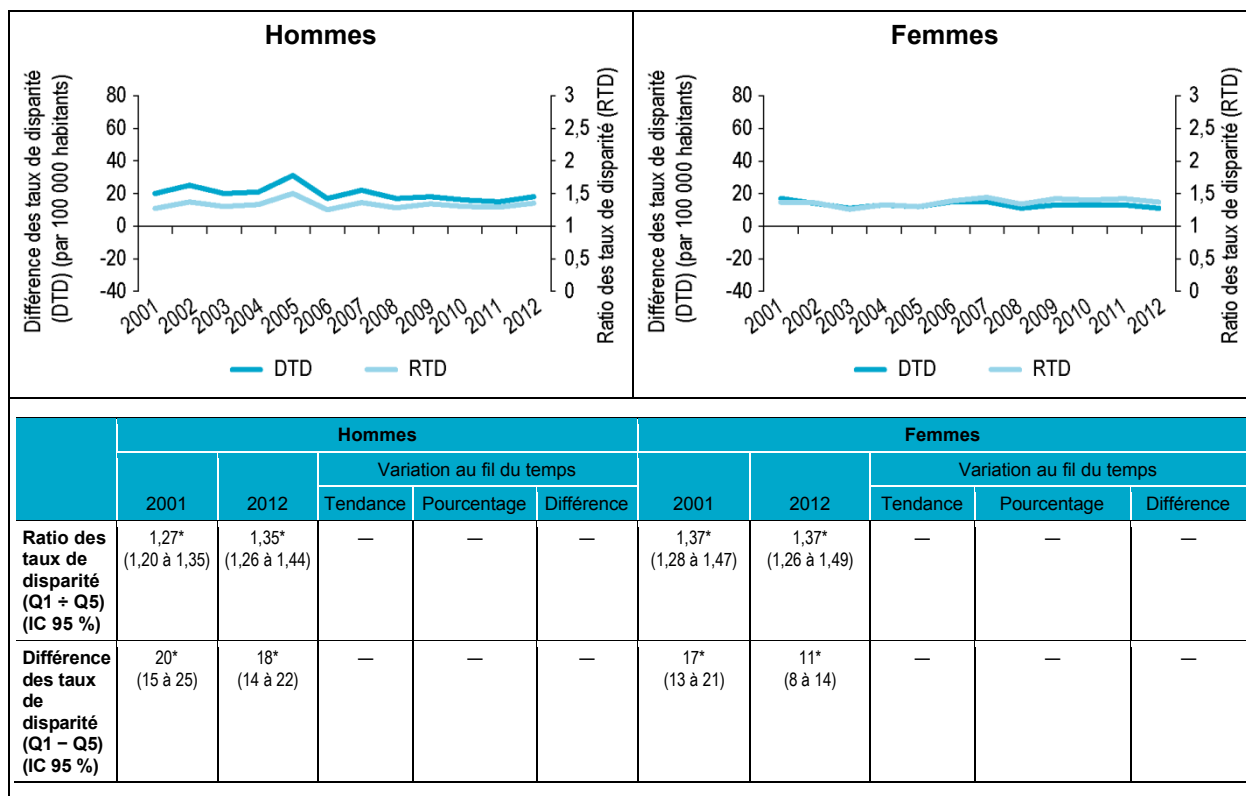 Hommes
Différence des taux de disparité
(DTD) (par 100 000 habitants)
80
60
40
20
0
-20
-40
3
2,5
2
1,5
1
0,5
0
Ratio des taux de disparité (RTD)
2001 2002 2003 2004 2005 2006 2007 2008 2009 2010 2011 2012
DTD RTD
Femmes
Différence des taux de disparité
(DTD) (par 100 000 habitants)
80
60
40
20
0
-20
-40
3
2,5
2
1,5
1
0,5
0
Ratio des taux de disparité (RTD)
2001 2002 2003 2004 2005 2006 2007 2008 2009 2010 2011 2012
DTD RTD
Hommes Femmes
Variation au fil du temps Variation au fil du temps
2001 2012 Tendance Pourcentage Différence 2001 2012 Tendance Pourcentage Différence
Ratio des 1,27* 1,35* — — — 1,37* 1,37* — — —
taux de (1,20 à 1,35) (1,26 à 1,44) (1,28 à 1,47) (1,26 à 1,49)
disparité
(Q1 ÷ Q5)
(IC 95 %)
Différence 20* 18* — — — 17* 11* — — —
des taux (15 à 25) (14 à 22) (13 à 21) (8 à 14)
de
disparité
(Q1 − Q5)
(IC 95 %)